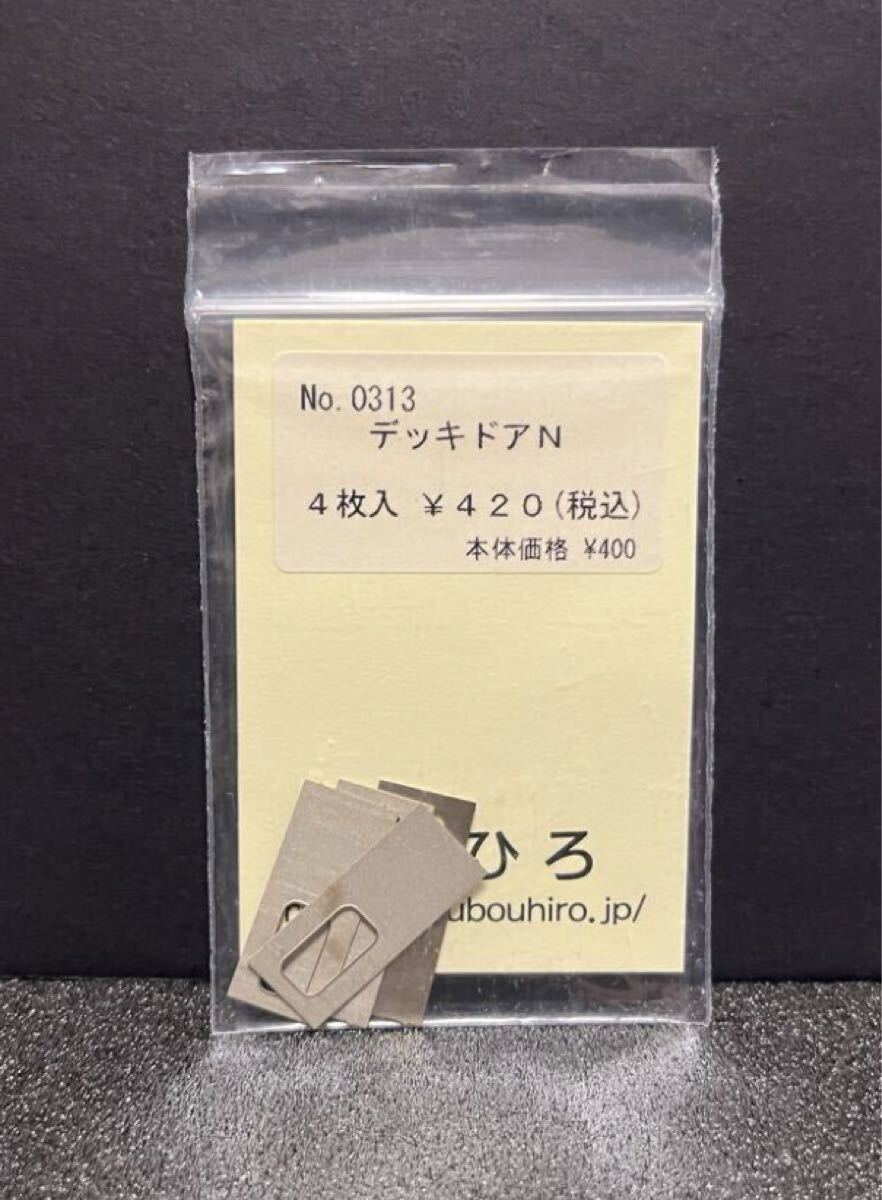 No.0313
デッキドアN
4枚入 ¥420(税込)
本体価格 ¥400
ひろ
ubouhiro.jp/